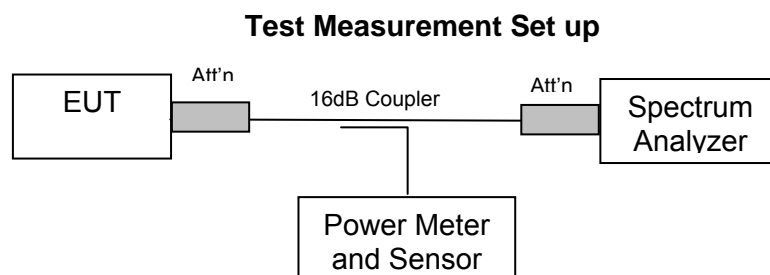 Test Measurement Set up
Att'n
Att'n
EUT
16dB Coupler
Spectrum
Analyzer
Power Meter
and Sensor